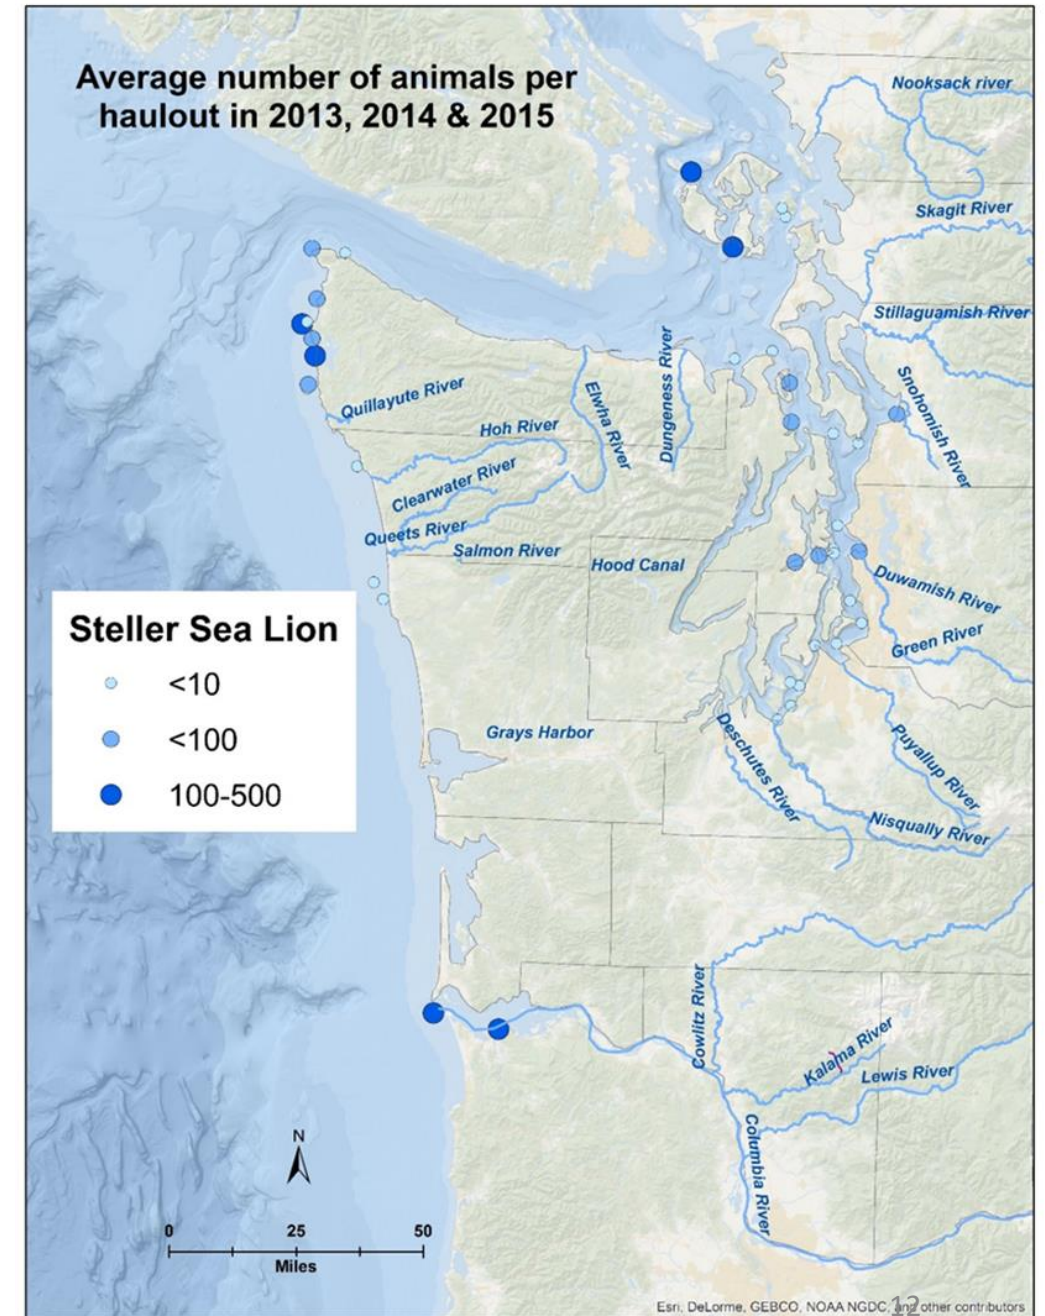 Average number of animals per
haulout in 2013, 2014 & 2015
Nooksack river
Skagit River
Stillaguamish River
Snohomish River
Dungeness River
Elwha River
Quillayute River
Hoh River
Clearwater River
Queets River
Salmon River
Hood Canal
Duwamish River
Green River
Steller Sea Lion
<10
<100
100-500
Grays Harbor
Deschutes River
Puyallup River
Nisqually River
Cowlitz River
Kalama River
Lewis River
Columbia River
N
0 25 50
Miles
Esri, DeLorme, GEBCO, NOAA NGDC, and other contributors
12